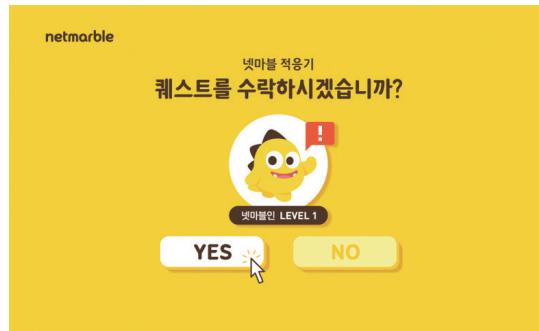 netmarble
넷마블 적응기
퀘스트를 수락하시겠습니까?
!
넷마블인 LEVEL 1
YES
NO